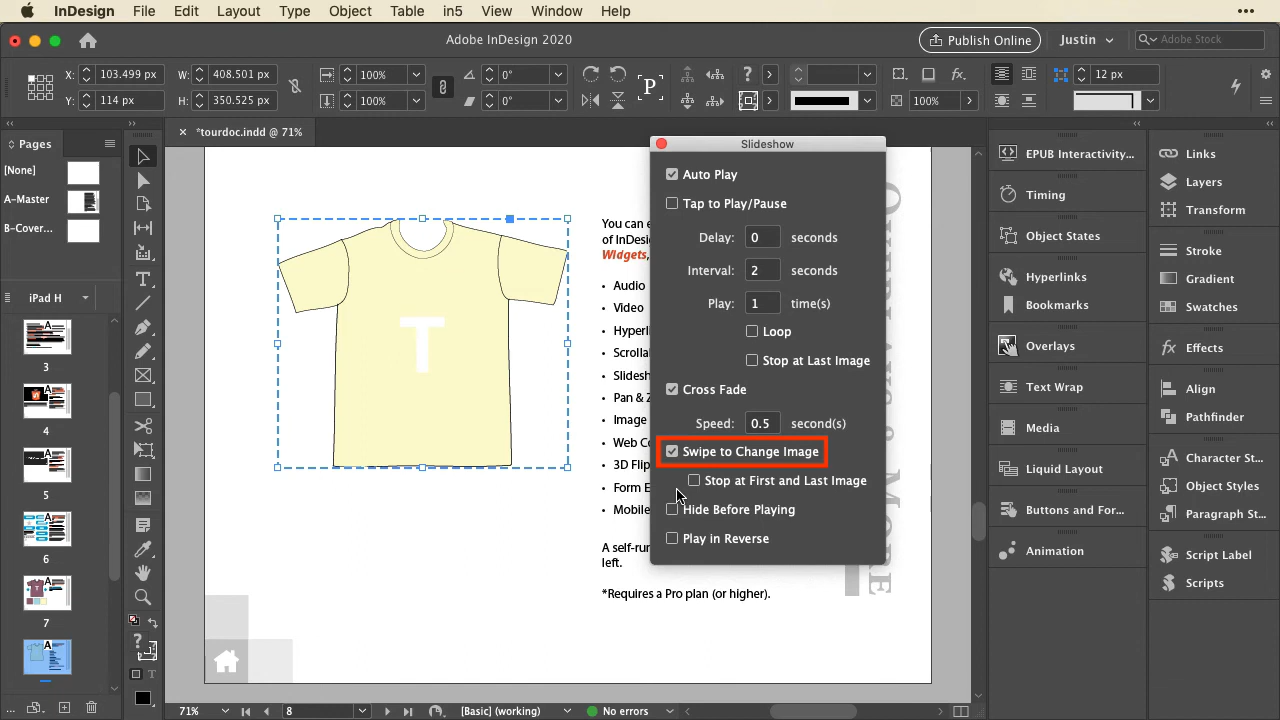 InDesign File Edit Layout Type Object Table in5 View Window Help
Adobe InDesign 2020
Publish Online
Justin
Adobe Stock
X: 103.499 px
W: 408.501 px
100%
0°
12 px
Y: 114 px
H: 350.525 px
100%
0°
P
fx.
100%
× *tourdoc.indd @ 71%
Pages
[None]
A-Master
B-Cover...
iPad H
3
4
5
6
7
T
You can e
of InDesi
Widgets,
• Audio
• Video
• Hyperli
• Scrollal
• Slidesh
• Pan & Z
• Image
• Web Co
• 3D Flip
• Form E
• Mobile
A self-run
left.
*Requires a Pro plan (or higher).
Slideshow
Auto Play
Tap to Play/Pause
Delay: 0 seconds
Interval: 2 seconds
Play: 1 time(s)
Loop
Stop at Last Image
Cross Fade
Speed: 0.5 second(s)
Swipe to Change Image
Stop at First and Last Image
Hide Before Playing
Play in Reverse
EPUB Interactivity...
Timing
Object States
Hyperlinks
Bookmarks
Overlays
Text Wrap
Media
Liquid Layout
Buttons and For...
Animation
Links
Layers
Transform
Stroke
Gradient
Swatches
Effects
Align
Pathfinder
Character St...
Object Styles
Paragraph St...
Script Label
Scripts
71%
8
[Basic] (working)
No errors